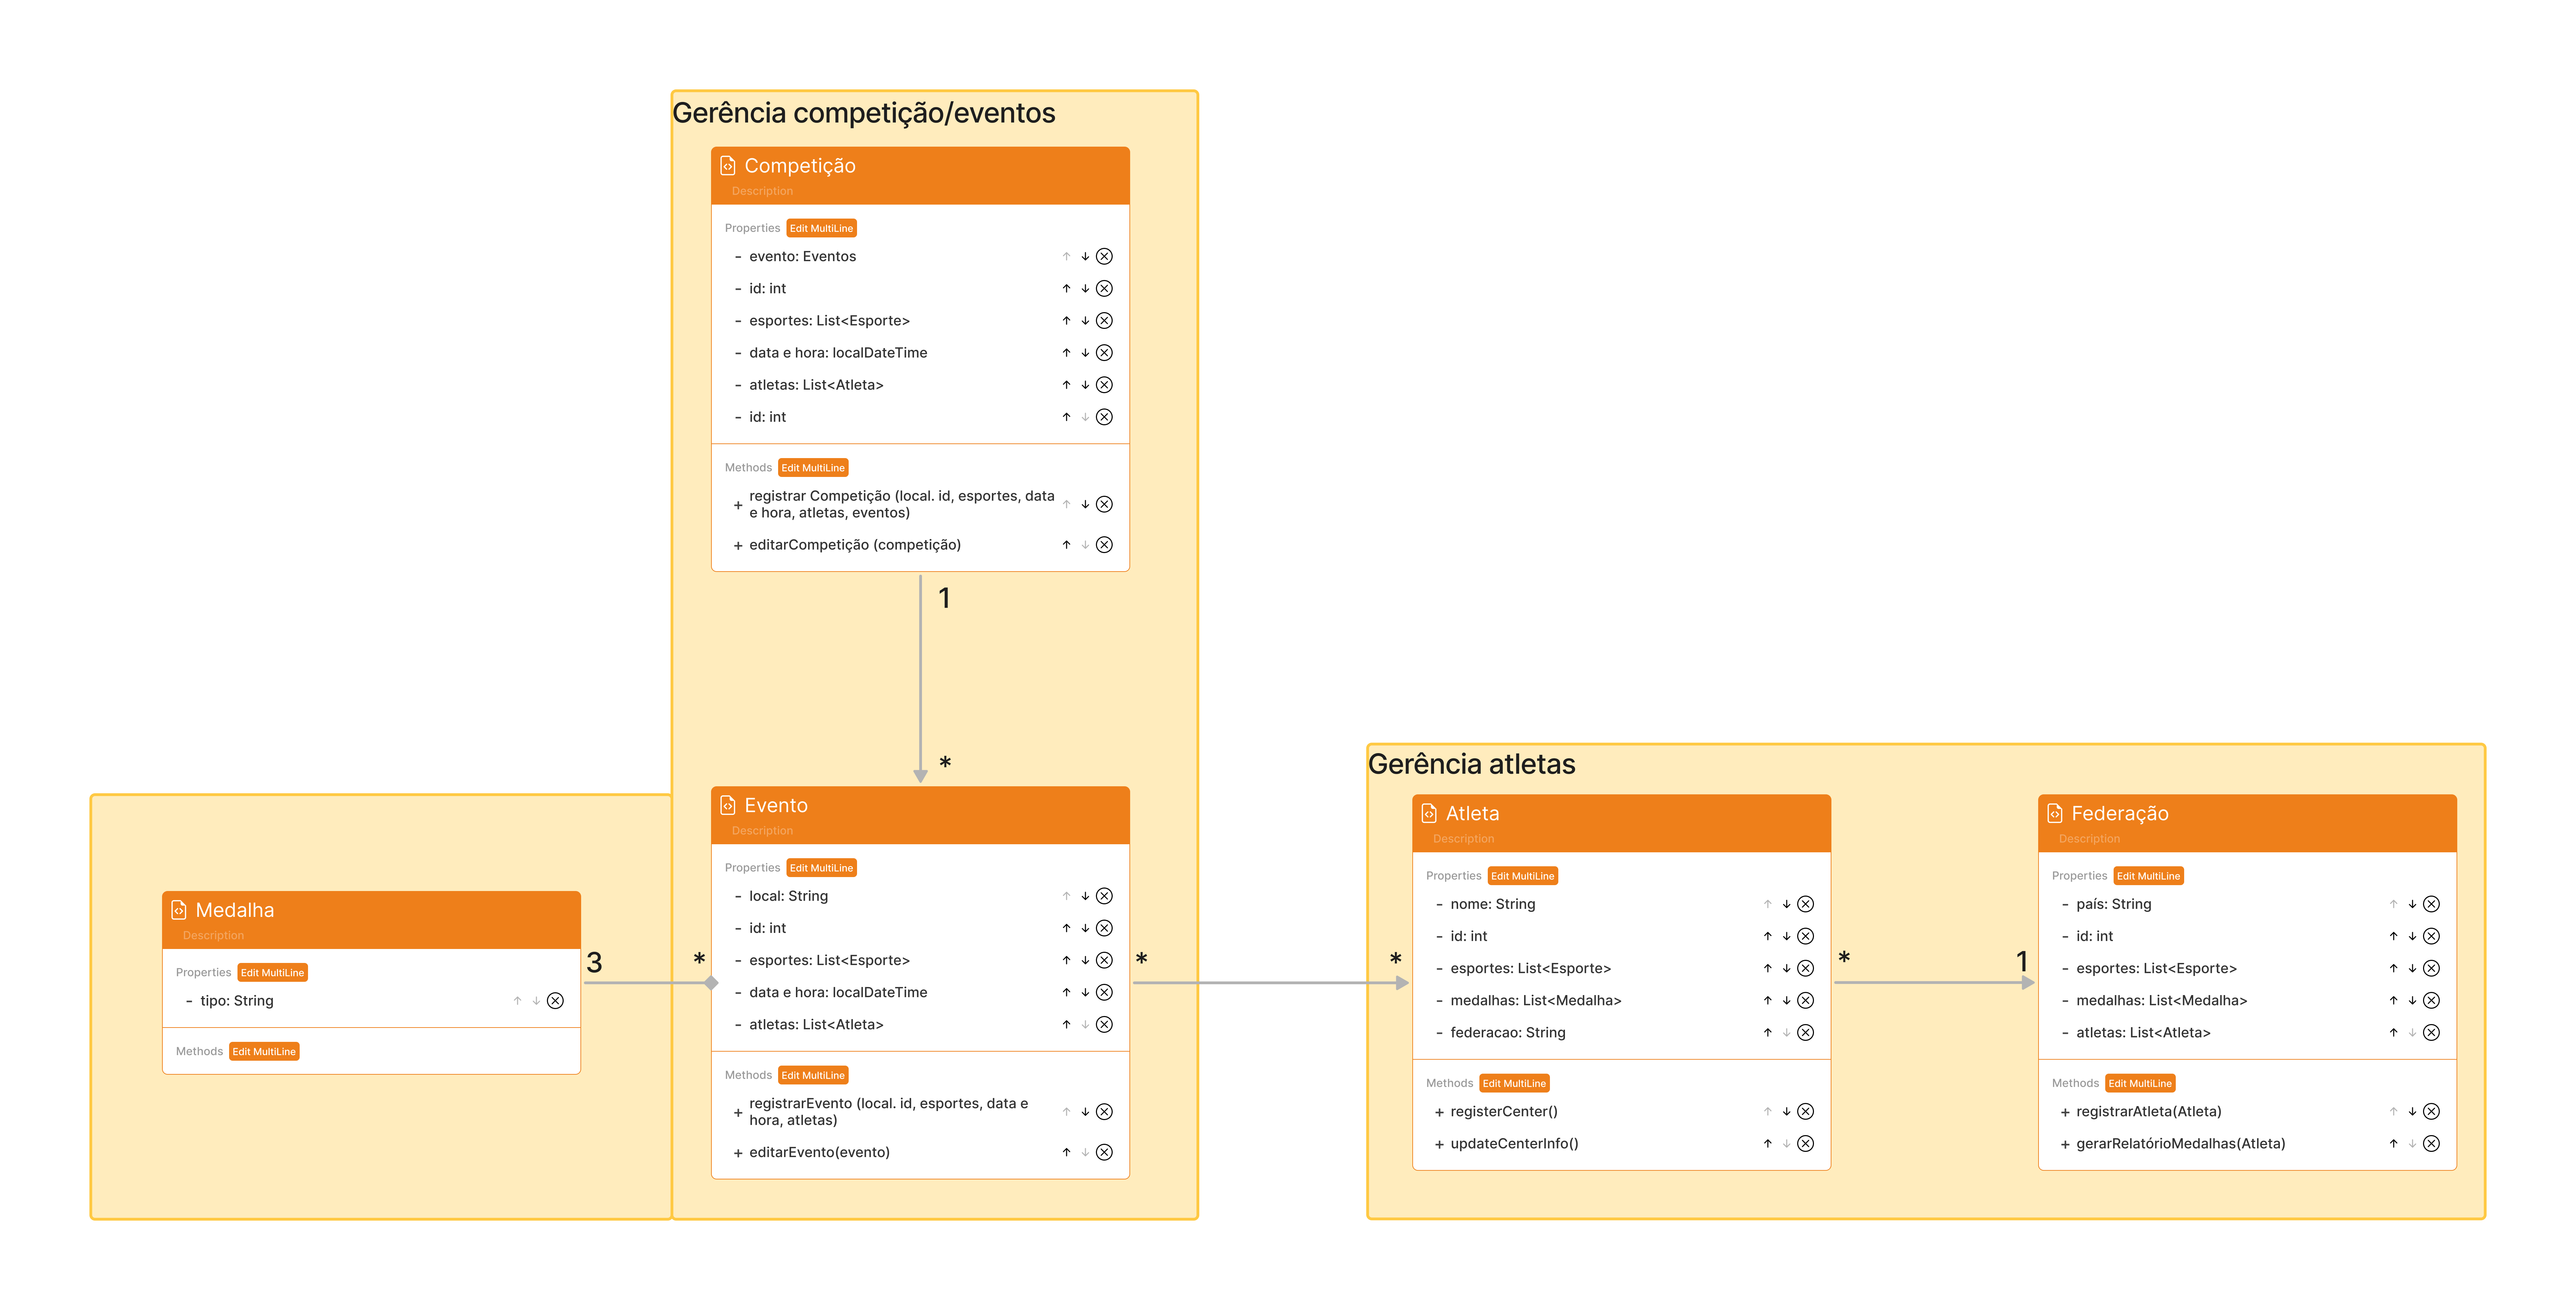 Gerência competição/eventos
Competição
Description
Properties Edit MultiLine
- evento: Eventos
- id: int
- esportes: List<Esporte>
- data e hora: localDateTime
- atletas: List<Atleta>
- id: int
Methods Edit MultiLine
+ registrar Competição (local. id, esportes, data
e hora, atletas, eventos)
+ editarCompetição (competição)
1
*
Medalha
Description
Properties Edit MultiLine
- tipo: String
Methods Edit MultiLine
3
*
Evento
Description
Properties Edit MultiLine
- local: String
- id: int
- esportes: List<Esporte>
- data e hora: localDateTime
- atletas: List<Atleta>
Methods Edit MultiLine
+ registrarEvento (local. id, esportes, data e
hora, atletas)
+ editarEvento(evento)
*
*
Gerência atletas
Atleta
Description
Properties Edit MultiLine
- nome: String
- id: int
- esportes: List<Esporte>
- medalhas: List<Medalha>
- federacao: String
Methods Edit MultiLine
+ registerCenter()
+ updateCenterInfo()
*
1
Federação
Description
Properties Edit MultiLine
- país: String
- id: int
- esportes: List<Esporte>
- medalhas: List<Medalha>
- atletas: List<Atleta>
Methods Edit MultiLine
+ registrarAtleta(Atleta)
+ gerarRelatórioMedalhas(Atleta)